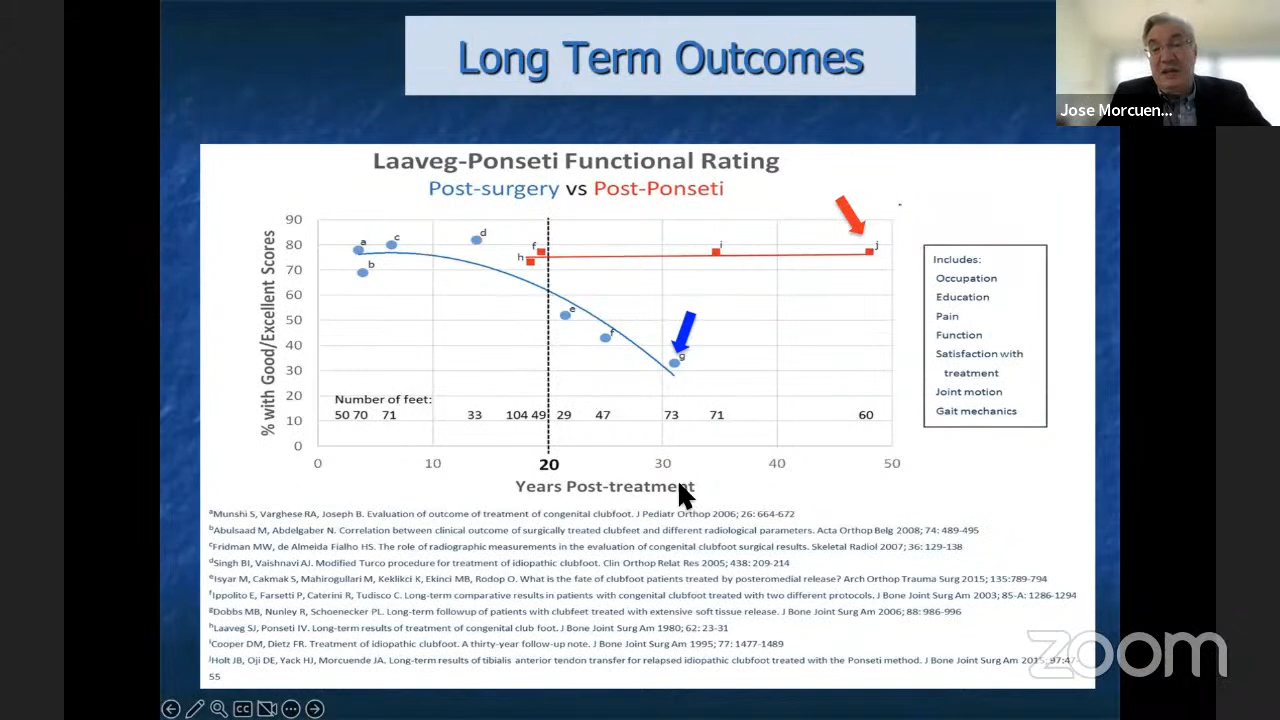 Long Term Outcomes
Jose Morcuen...
Laaveg-Ponseti Functional Rating
Post-surgery vs Post-Ponseti
% with Good/Excellent Scores
90
80
70
60
50
40
30
20
10
0
a
b
c
d
e
f
g
h
f
i
j
Number of feet:
50 70 71 33 104 49 29 47 73 71 60
0 10 20 30 40 50
Years Post-treatment
Includes:
Occupation
Education
Pain
Function
Satisfaction with
treatment
Joint motion
Gait mechanics
aMunshi S, Varghese RA, Joseph B. Evaluation of outcome of treatment of congenital clubfoot. J Pediatr Orthop 2006; 26: 664-672
bAbulsaad M, Abdelgaber N. Correlation between clinical outcome of surgically treated clubfeet and different radiological parameters. Acta Orthop Belg 2008; 74: 489-495
cFridman MW, de Almeida Fialho HS. The role of radiographic measurements in the evaluation of congenital clubfoot surgical results. Skeletal Radiol 2007; 36: 129-138
dSingh BI, Vaishnavi AJ. Modified Turco procedure for treatment of idiopathic clubfoot. Clin Orthop Relat Res 2005; 438: 209-214
eIsyar M, Cakmak S, Mahirogullari M, Keklikci K, Ekinci MB, Rodop O. What is the fate of clubfoot patients treated by posteromedial release? Arch Orthop Trauma Surg 2015; 135:789-794
fIppolito E, Farsetti P, Caterini R, Tudisco C. Long-term comparative results in patients with congenital clubfoot treated with two different protocols. J Bone Joint Surg Am 2003; 85-A: 1286-1294
gDobbs MB, Nunley R, Schoenecker PL. Long-term followup of patients with clubfeet treated with extensive soft tissue release. J Bone Joint Surg Am 2006; 88: 986-996
hLaaveg SJ, Ponseti IV. Long-term results of treatment of congenital club foot. J Bone Joint Surg Am 1980; 62: 23-31
iCooper DM, Dietz FR. Treatment of idiopathic clubfoot. A thirty-year follow-up note. J Bone Joint Surg Am 1995; 77: 1477-1489
jHolt JB, Oji DE, Yack HJ, Morcuende JA. Long-term results of tibialis anterior tendon transfer for relapsed idiopathic clubfoot treated with the Ponseti method. J Bone Joint Surg Am 2015; 97:47-
55
zoom
CC